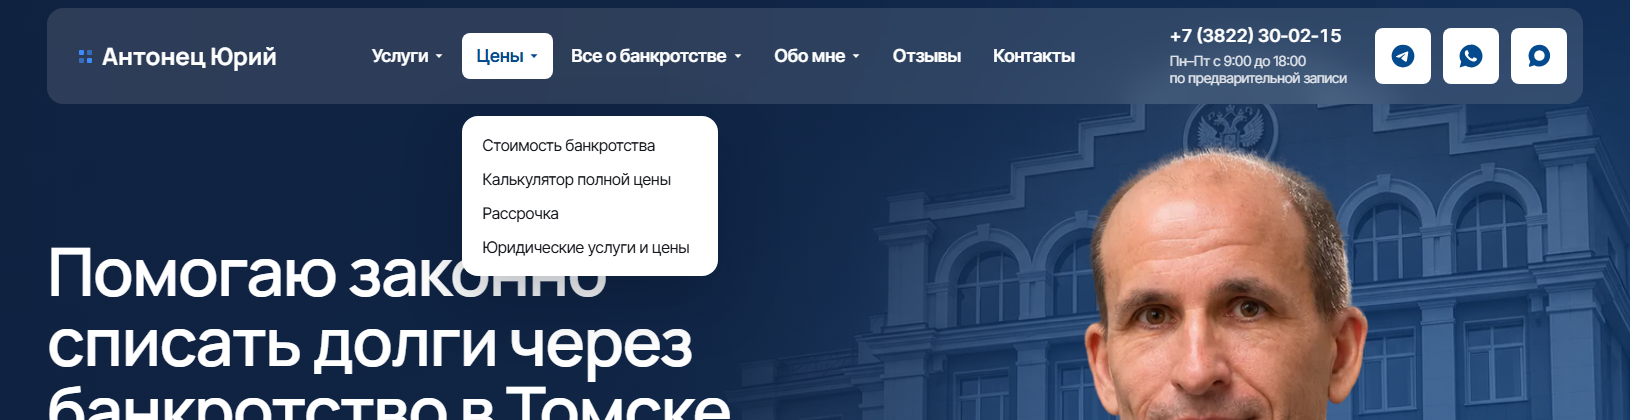 Антонец Юрий
Услуги
Цены
Все о банкротстве
Обо мне
Отзывы
Контакты
+7 (3822) 30-02-15
Пн–Пт с 9:00 до 18:00
по предварительной записи
Стоимость банкротства
Калькулятор полной цены
Рассрочка
Юридические услуги и цены
Помогаю законно
списать долги через
банкротство в Томске